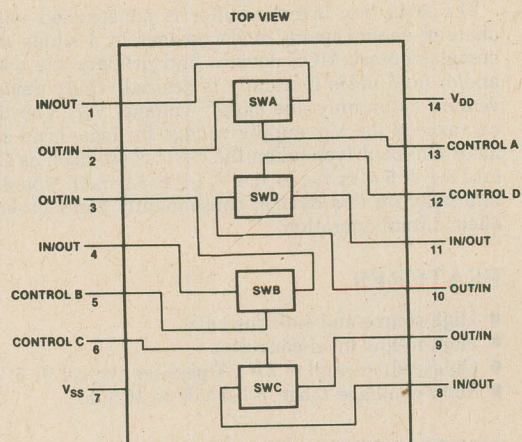 TOP VIEW
IN/OUT 1
OUT/IN 2
OUT/IN 3
IN/OUT 4
CONTROL B 5
CONTROL C 6
VSS 7
SWA
SWD
SWB
SWC
14 VDD
13 CONTROL A
12 CONTROL D
11 IN/OUT
10 OUT/IN
9 OUT/IN
8 IN/OUT